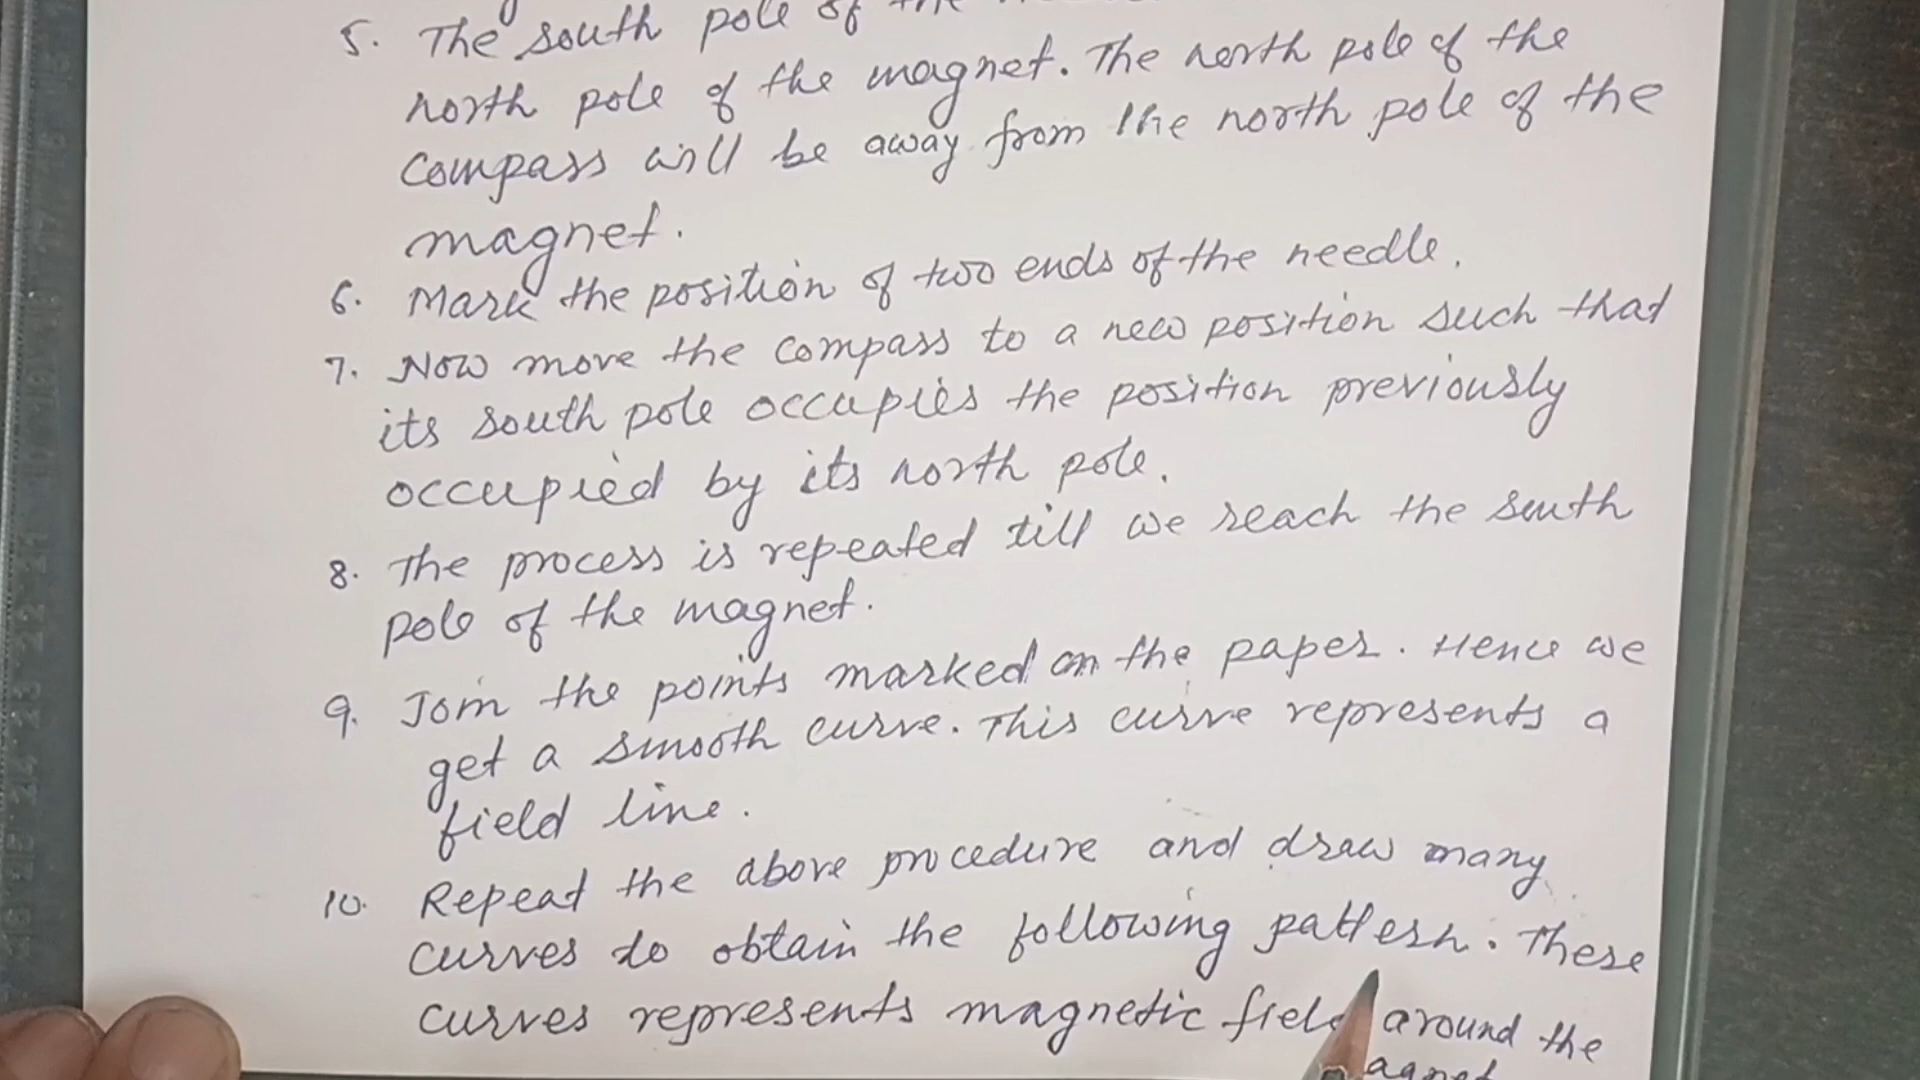 5. The south pole of the
north pole of the magnet. The north pole of the
compass will be away from the north pole of the
magnet.
6. Mark the position of two ends of the needle.
7. Now move the compass to a new position such that
its south pole occupies the position previously
occupied by its north pole.
8. The process is repeated till we reach the south
pole of the magnet.
9. Join the points marked on the paper. Hence we
get a smooth curve. This curve represents a
field line.
10. Repeat the above procedure and draw many
curves to obtain the following pattern. These
curves represents magnetic field around the